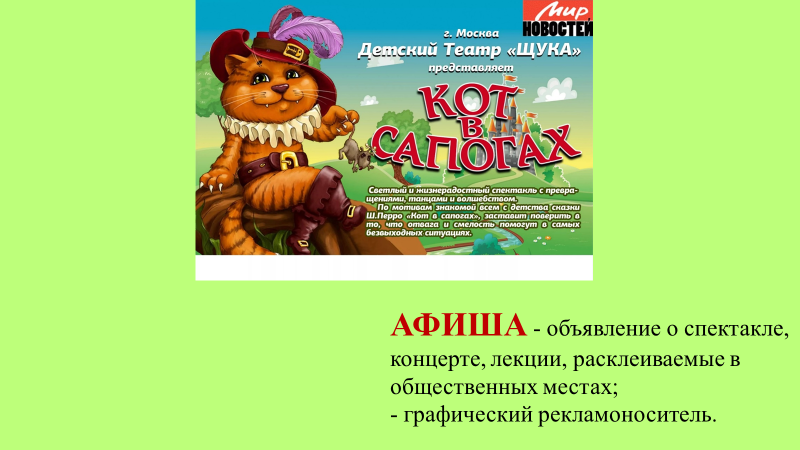 Мир
НОВОСТЕЙ
г. Москва
Детский Театр «ЩУКА»
представляет
КОТ
В
САПОГАХ
Светлый и жизнерадостный спектакль с превра-
щениями, танцами и волшебством.
По мотивам знакомой всем с детства сказки
Ш.Перро «Кот в сапогах», заставит поверить в
то, что отвага и смелость помогут в самых
безвыходных ситуациях.
АФИША - объявление о спектакле,
концерте, лекции, расклеиваемые в
общественных местах;
- графический рекламоноситель.